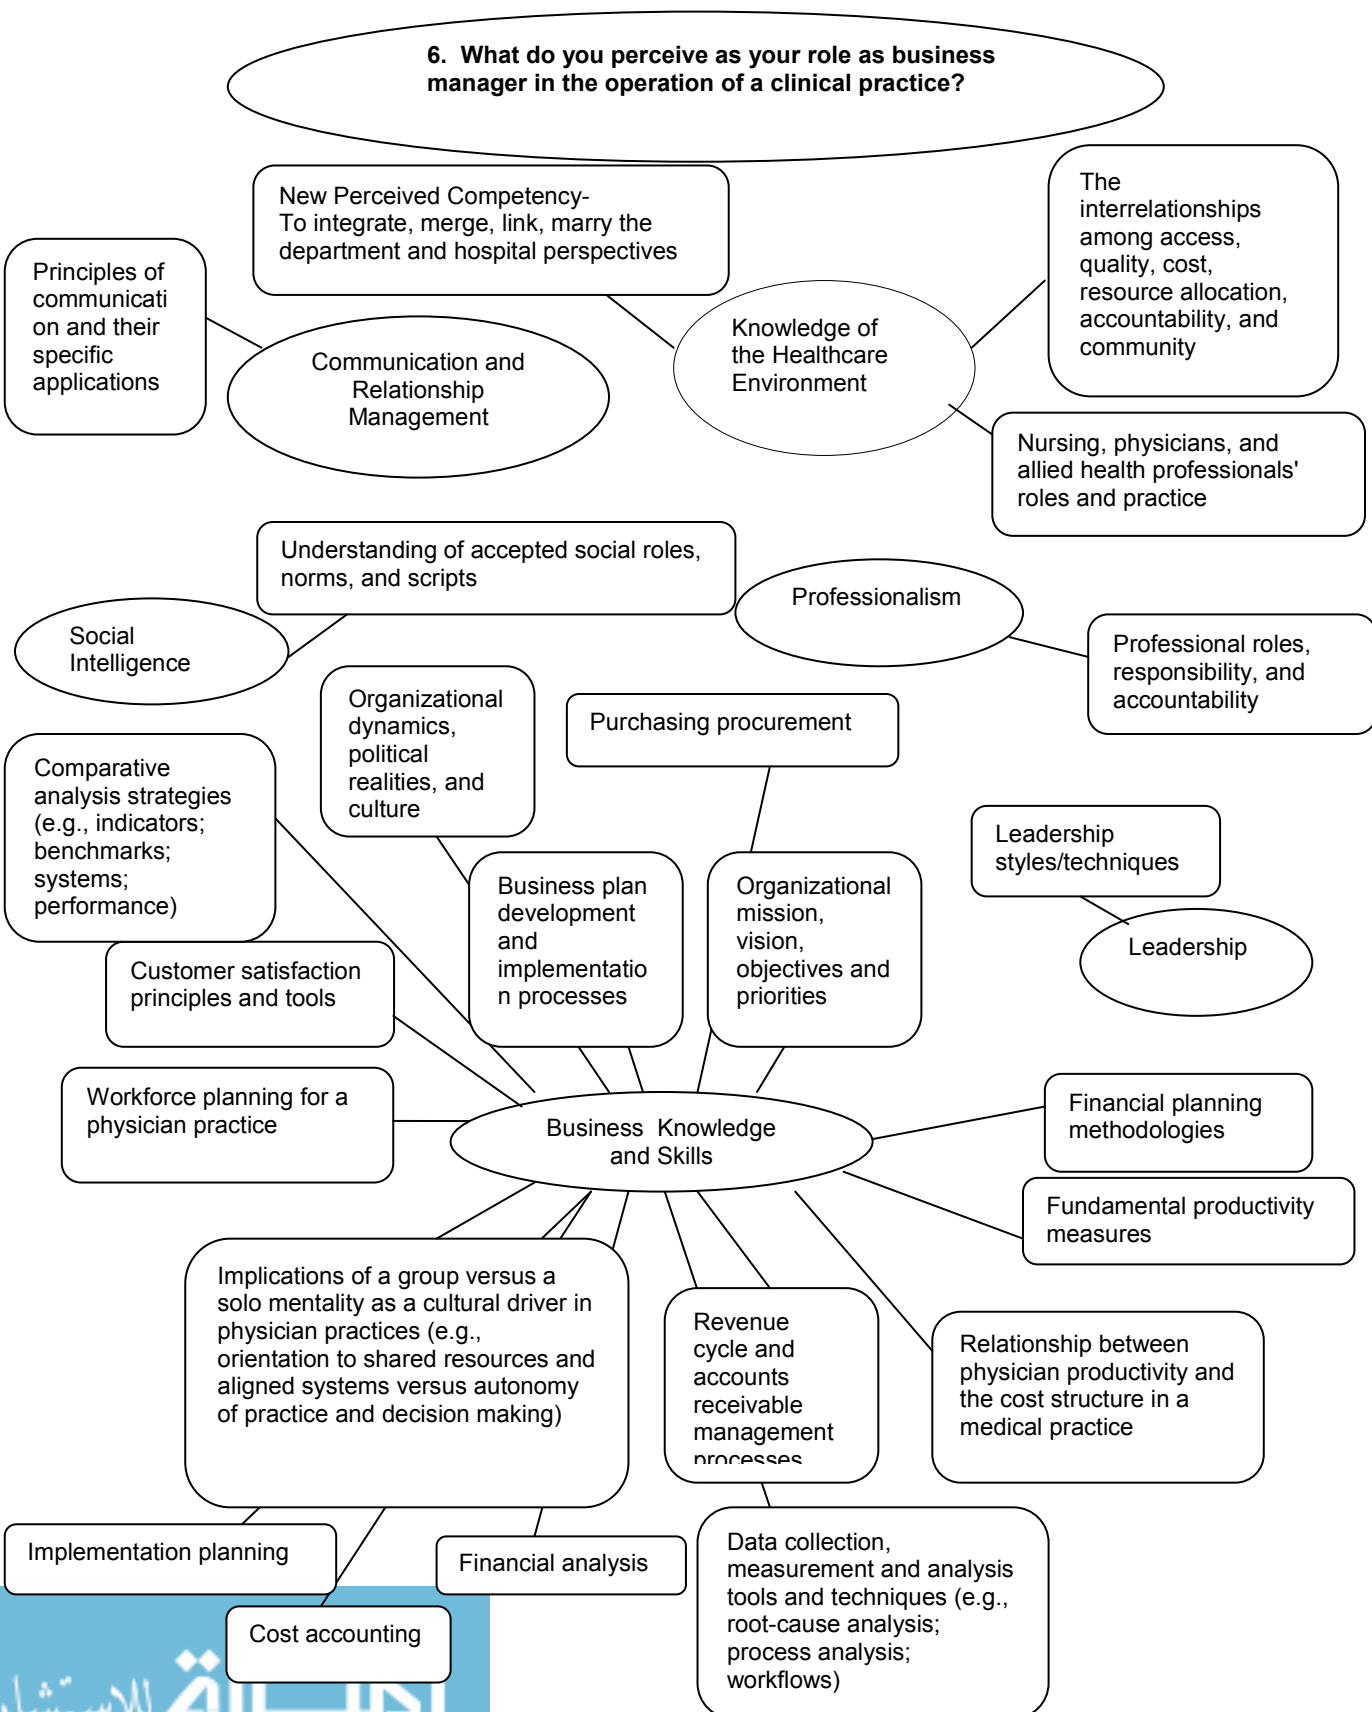 6. What do you perceive as your role as business
manager in the operation of a clinical practice?
New Perceived Competency-
To integrate, merge, link, marry the
department and hospital perspectives
The
interrelationships
among access,
quality, cost,
resource allocation,
accountability, and
community
Principles of
communicati
on and their
specific
applications
Communication and
Relationship
Management
Knowledge of
the Healthcare
Environment
Nursing, physicians, and
allied health professionals'
roles and practice
Understanding of accepted social roles,
norms, and scripts
Professionalism
Social
Intelligence
Professional roles,
responsibility, and
accountability
Organizational
dynamics,
political
realities, and
culture
Purchasing procurement
Comparative
analysis strategies
(e.g., indicators;
benchmarks;
systems;
performance)
Leadership
styles/techniques
Business plan
development
and
implementatio
n processes
Organizational
mission,
vision,
objectives and
priorities
Leadership
Customer satisfaction
principles and tools
Workforce planning for a
physician practice
Business Knowledge
and Skills
Financial planning
methodologies
Fundamental productivity
measures
Implications of a group versus a
solo mentality as a cultural driver in
physician practices (e.g.,
orientation to shared resources and
aligned systems versus autonomy
of practice and decision making)
Revenue
cycle and
accounts
receivable
management
processes
Relationship between
physician productivity and
the cost structure in a
medical practice
Implementation planning
Financial analysis
Data collection,
measurement and analysis
tools and techniques (e.g.,
root-cause analysis;
process analysis;
workflows)
Cost accounting